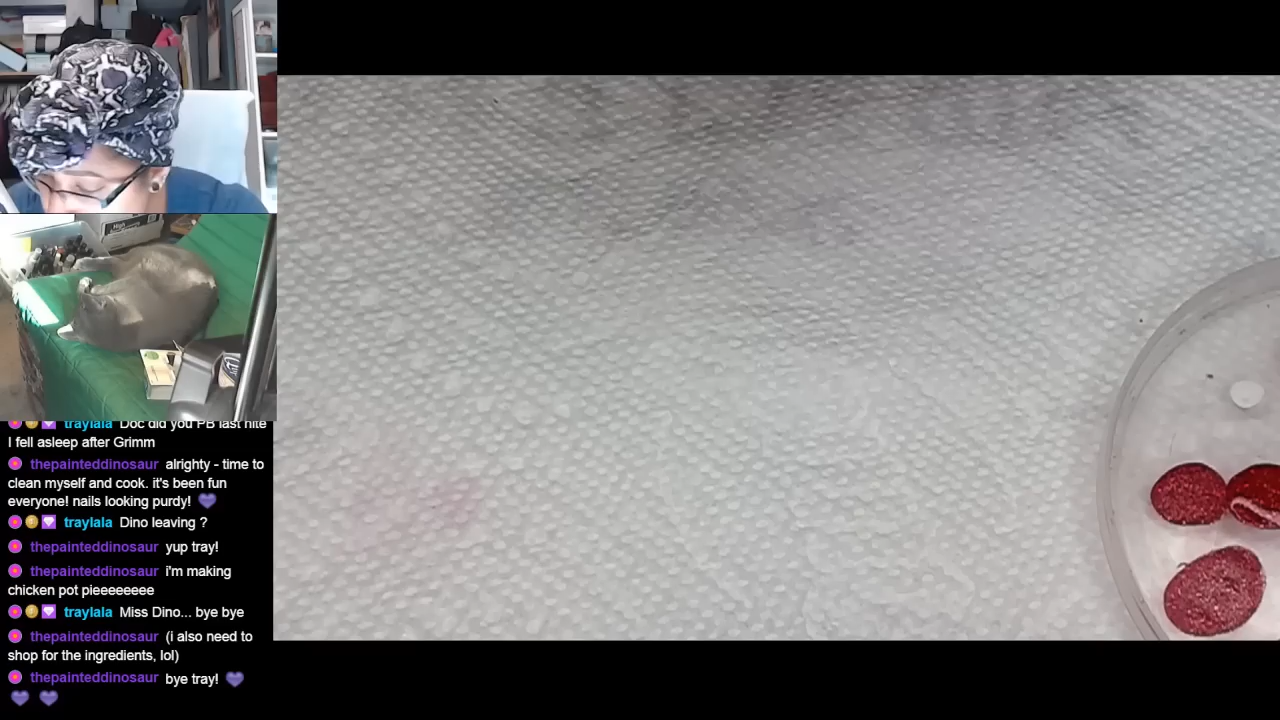 High
traylala Doc did you PB last nite
I fell asleep after Grimm
thepainteddinosaur alrighty - time to
clean myself and cook. it's been fun
everyone! nails looking purdy!
traylala Dino leaving ?
thepainteddinosaur yup tray!
thepainteddinosaur i'm making
chicken pot pieeeeeeee
traylala Miss Dino... bye bye
thepainteddinosaur (i also need to
shop for the ingredients, lol)
thepainteddinosaur bye tray!